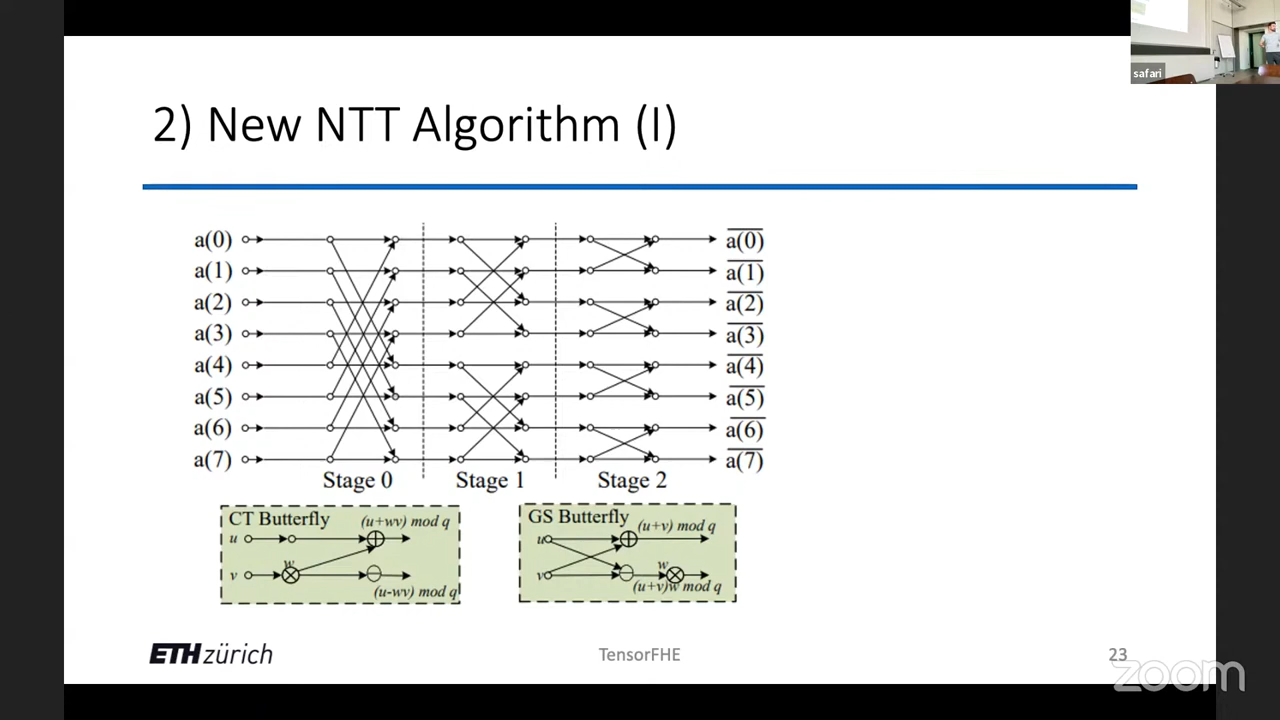 safari
2) New NTT Algorithm (I)
a(0) a(0)
a(1) a(1)
a(2) a(2)
a(3) a(3)
a(4) a(4)
a(5) a(5)
a(6) a(6)
a(7) a(7)
Stage 0 Stage 1 Stage 2
CT Butterfly (u+wv) mod q
u
w
v
(u-wv) mod q
GS Butterfly (u+v) mod q
u
w
v
(u+v)w mod q
ETH zürich TensorFHE 23
zoom